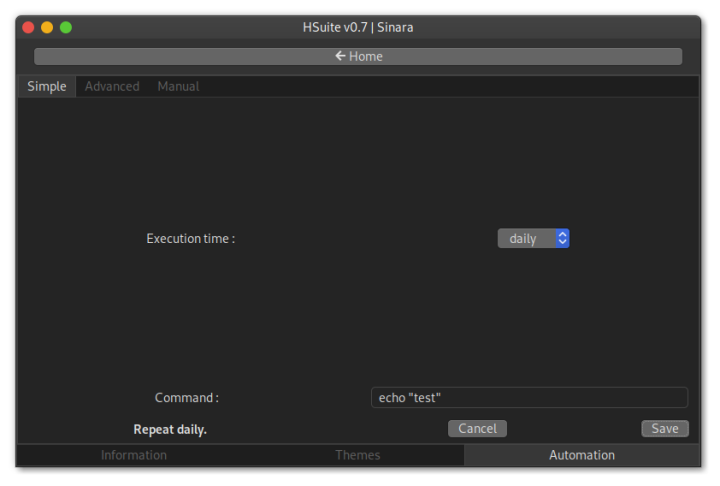 HSuite v0.7 | Sinara
← Home
Simple Advanced Manual
Execution time : daily
Command : echo "test"
Repeat daily. Cancel Save
Information Themes Automation